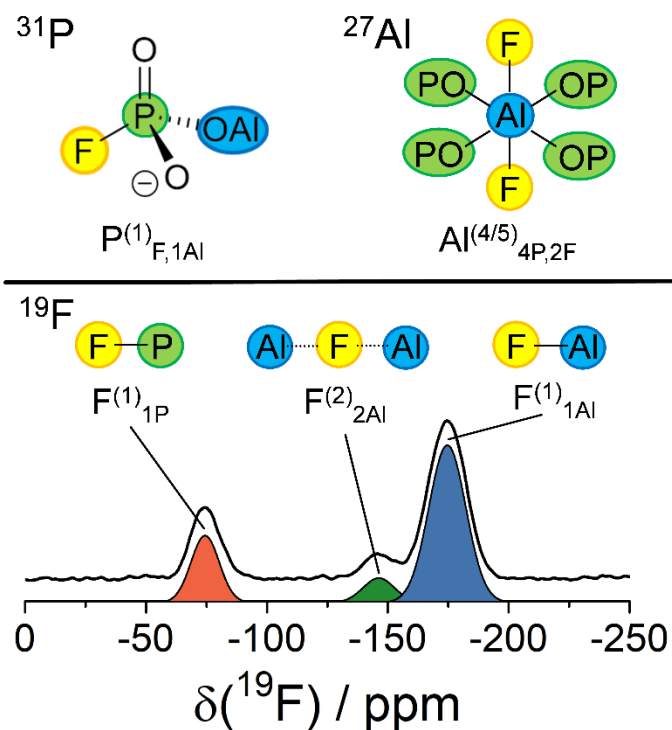 ³¹P
²⁷Al
O
F
P
OAl
⊖
O
P⁽¹⁾F,1Al
F
PO
OP
Al
PO
OP
F
Al⁽⁴/⁵⁾4P,2F
¹⁹F
F P
Al F Al
F Al
F⁽¹⁾1P
F⁽²⁾2Al
F⁽¹⁾1Al
0 -50 -100 -150 -200 -250
δ(¹⁹F) / ppm